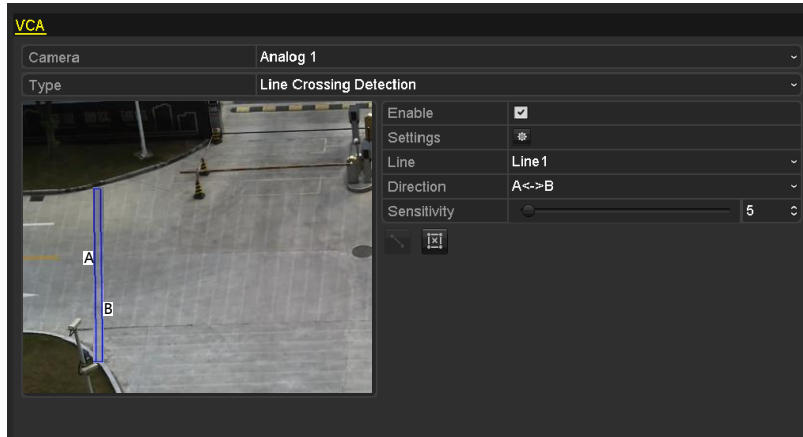 VCA
Camera Analog 1
Type Line Crossing Detection
Enable
Settings
Line Line1
Direction A<->B
Sensitivity 5
A
B